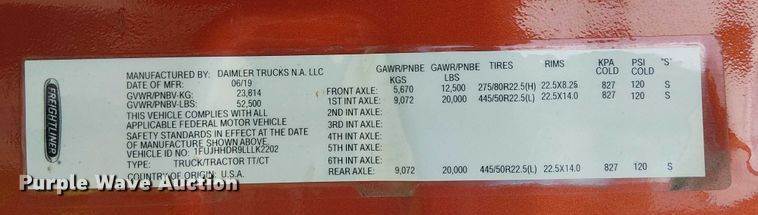 FREIGHTLINER
MANUFACTURED BY: DAIMLER TRUCKS N.A. LLC
DATE OF MFR: 06/19
GVWR/PNBV-KG: 23,814
GVWR/PNBV-LBS: 52,500
THIS VEHICLE COMPLIES WITH ALL
APPLICABLE FEDERAL MOTOR VEHICLE
SAFETY STANDARDS IN EFFECT AT THE DATE
OF MANUFACTURE SHOWN ABOVE.
VEHICLE ID NO: 1FUJHHDR9LLLK2202
TYPE: TRUCK/TRACTOR TT/CT
COUNTRY OF ORIGIN: U.S.A.
GAWR/PNBE KGS GAWR/PNBE LBS TIRES RIMS KPA COLD PSI COLD "S"
FRONT AXLE: 5,670 12,500 275/80R22.5(H) 22.5X8.25 827 120 S
1ST INT AXLE: 9,072 20,000 445/50R22.5(L) 22.5X14.0 827 120 S
2ND INT AXLE:
3RD INT AXLE:
4TH INT AXLE:
5TH INT AXLE:
6TH INT AXLE:
REAR AXLE: 9,072 20,000 445/50R22.5(L) 22.5X14.0 827 120 S
Purple Wave Auction